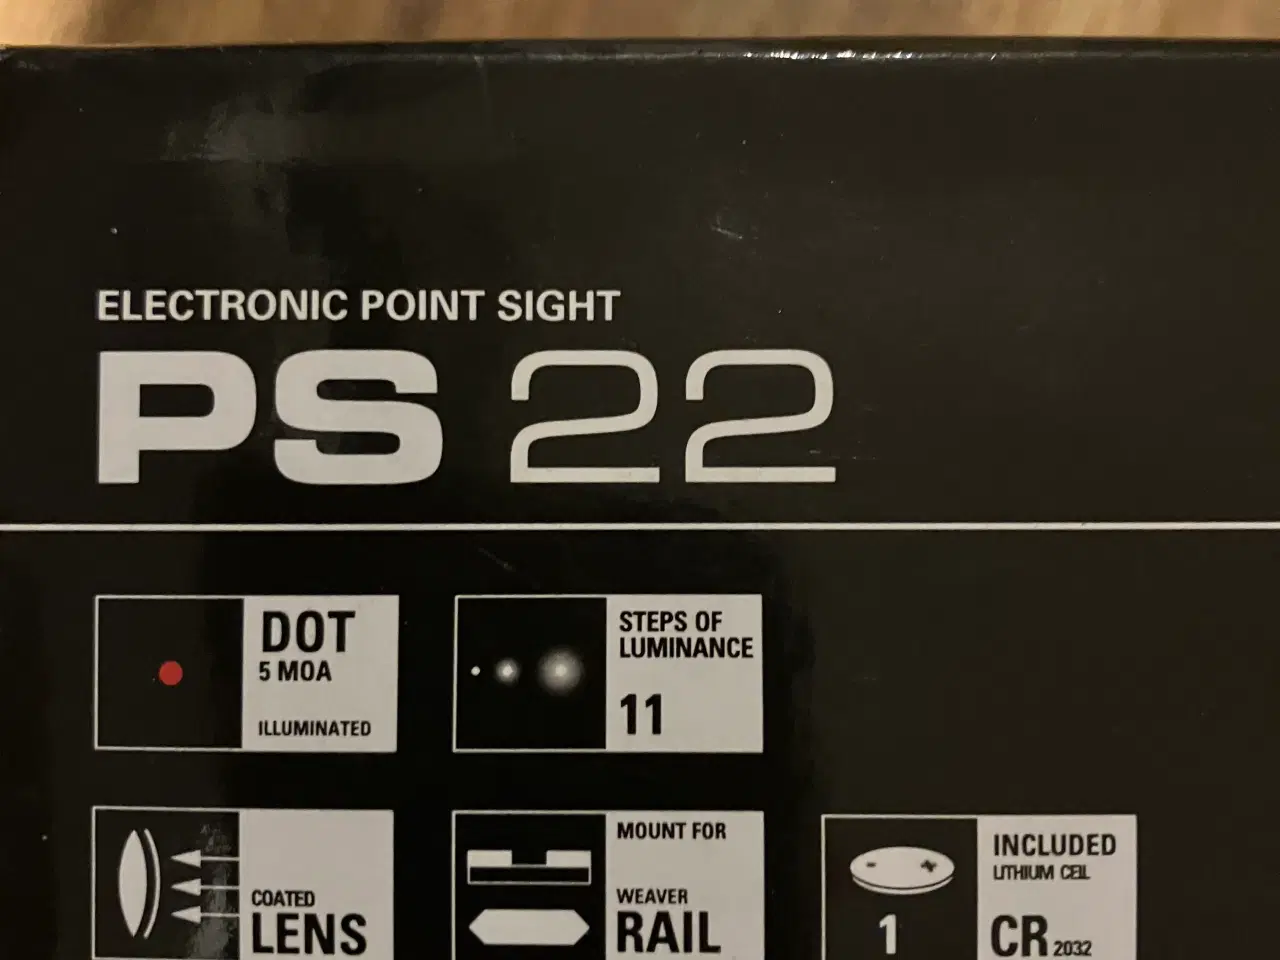 ELECTRONIC POINT SIGHT
PS 22
DOT
5 MOA
ILLUMINATED
STEPS OF
LUMINANCE
11
COATED
LENS
MOUNT FOR
WEAVER
RAIL
1
INCLUDED
LITHIUM CELL
CR 2032